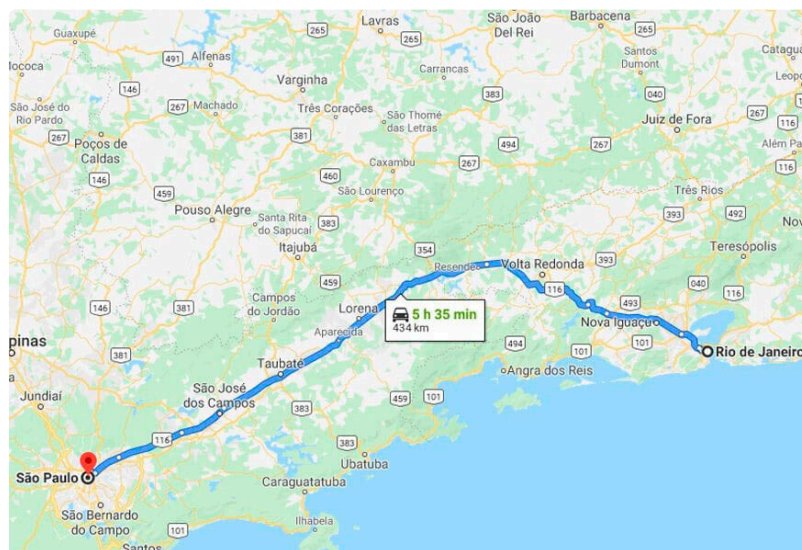 Guaxupé
265
Lavras
São João
Del Rei
265
Barbacena
265
Mococa
491
Alfenas
Varginha
Carrancas
Santos
Dumont
Catagua
146
São José do
Rio Pardo
267
Machado
Três Corações
São Thomé
das Letras
383
040
Leopo
116
267
Poços de
Caldas
381
494
Juiz de Fora
267
Além Pa
146
459
460
Caxambu
267
116
São Lourenço
Três Rios
Pouso Alegre
Santa Rita
do Sapucaí
383
393
492
Nov
Itajubá
354
Teresópolis
146
459
Resende
Volta Redonda
393
040
116
Campos
do Jordão
116
5 h 35 min
434 km
Lorena
493
Nova Iguaçu
pinas
381
Aparecida
101
101
Rio de Janeiro
Taubaté
494
Angra dos Reis
Jundiaí
São José
dos Campos
459
101
116
383
383
Ubatuba
São Paulo
Caraguatatuba
São Bernardo
do Campo
101
Ilhabela
Santos